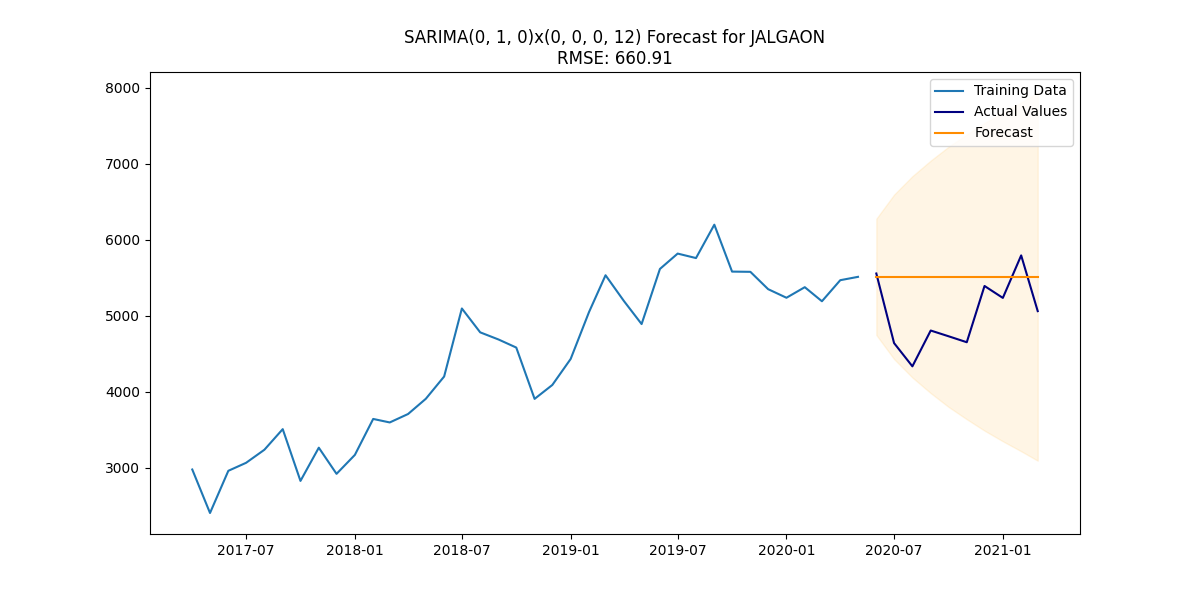 SARIMA(0, 1, 0)x(0, 0, 0, 12) Forecast for JALGAON
RMSE: 660.91
Training Data
Actual Values
Forecast
8000
7000
6000
5000
4000
3000
2017-07 2018-01 2018-07 2019-01 2019-07 2020-01 2020-07 2021-01